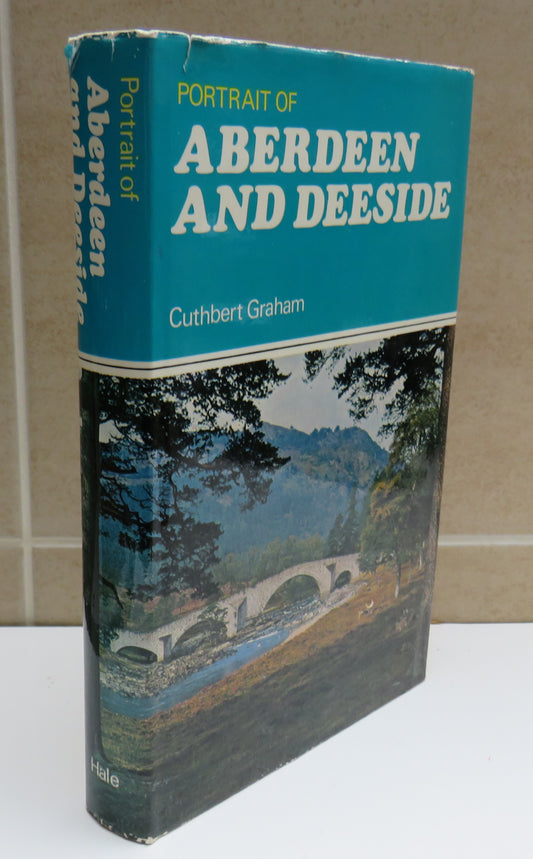 Portrait of
Aberdeen
and Deeside
Hale
PORTRAIT OF
ABERDEEN
AND DEESIDE
Cuthbert Graham